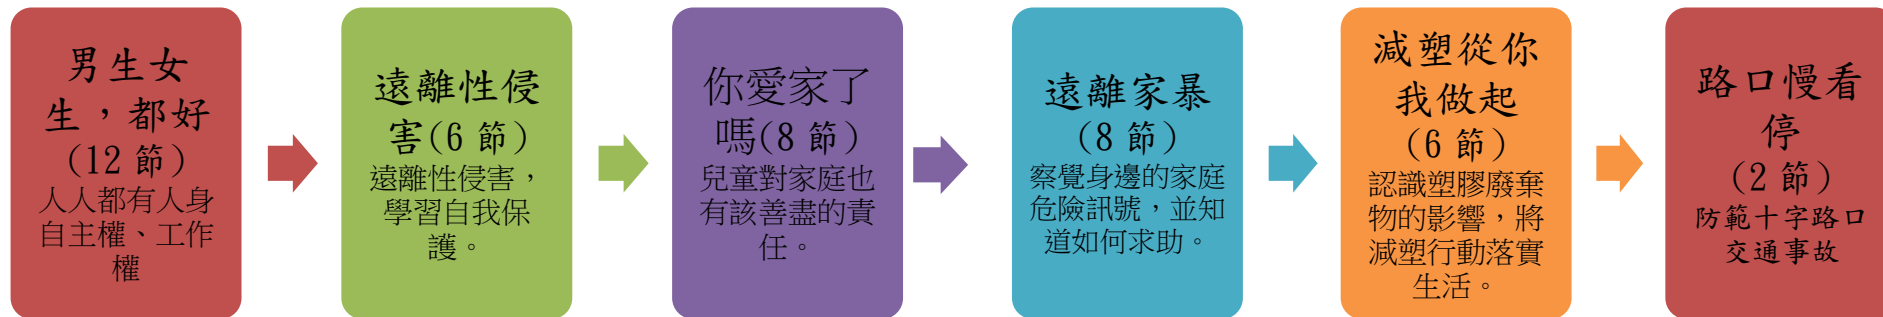 男生女
生，都好
(12 節)
人人都有人身
自主權、工作
權
遠離性侵
害(6 節)
遠離性侵害，
學習自我保
護。
你愛家了
嗎(8 節)
兒童對家庭也
有該善盡的責
任。
遠離家暴
(8 節)
察覺身邊的家庭
危險訊號，並知
道如何求助。
減塑從你
我做起
(6 節)
認識塑膠廢棄
物的影響，將
減塑行動落實
生活。
路口慢看
停
(2 節)
防範十字路口
交通事故